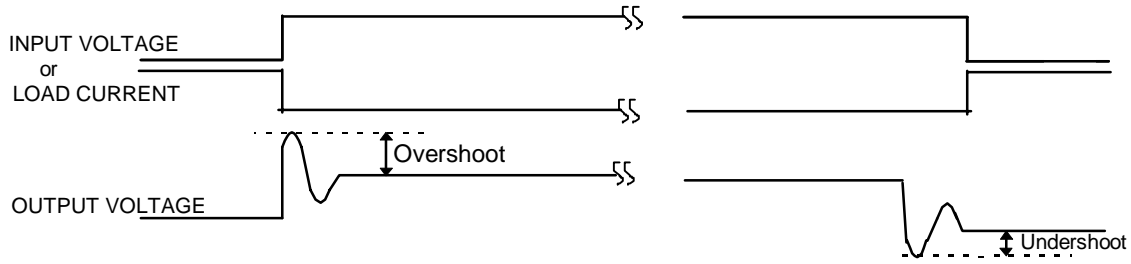 INPUT VOLTAGE
or
LOAD CURRENT
Overshoot
OUTPUT VOLTAGE
Undershoot